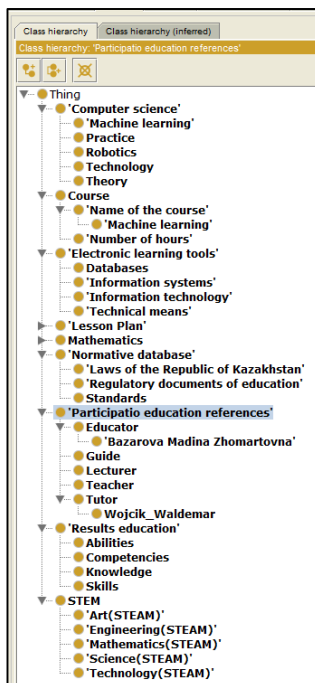 Class hierarchy Class hierarchy (inferred)
Class hierarchy: 'Participatio education references'
Thing
'Computer science'
'Machine learning'
Practice
Robotics
Technology
Theory
Course
'Name of the course'
'Machine learning'
'Number of hours'
'Electronic learning tools'
Databases
'Information systems'
'Information technology'
'Technical means'
'Lesson Plan'
Mathematics
'Normative database'
'Laws of the Republic of Kazakhstan'
'Regulatory documents of education'
Standards
'Participatio education references'
Educator
'Bazarova Madina Zhomartovna'
Guide
Lecturer
Teacher
Tutor
Wojcik_Waldemar
'Results education'
Abilities
Competencies
Knowledge
Skills
STEM
'Art(STEAM)'
'Engineering(STEAM)'
'Mathematics(STEAM)'
'Science(STEAM)'
'Technology(STEAM)'